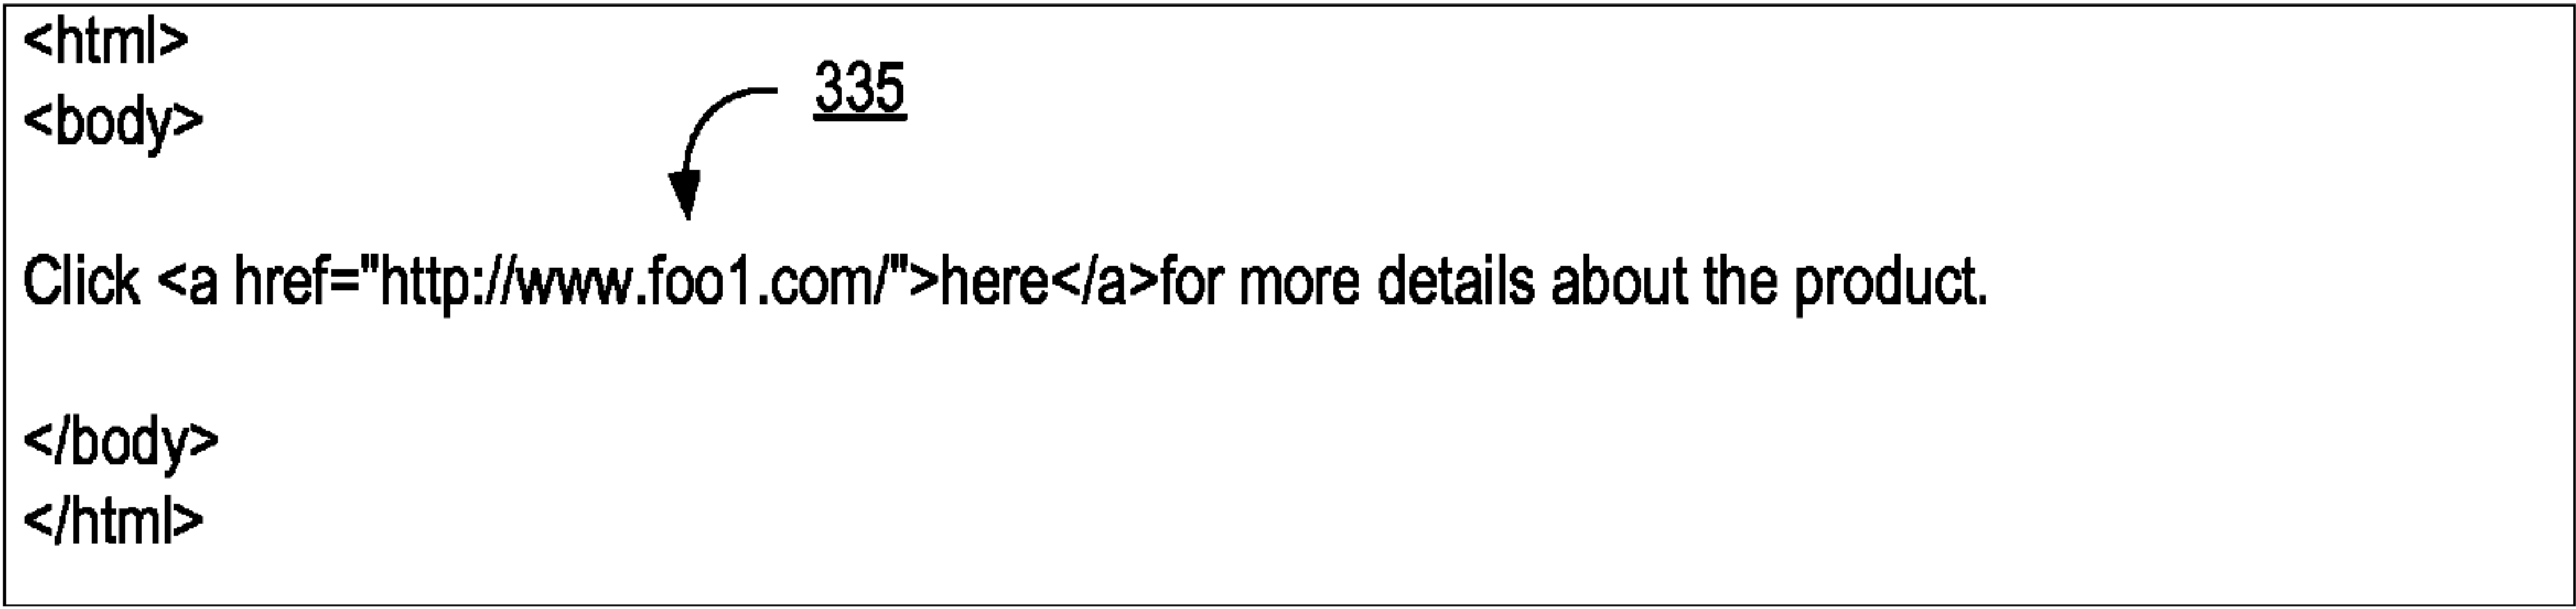 <html>
<body>
335
Click <a href="http://www.foo1.com/">here</a>for more details about the product.
</body>
</html>